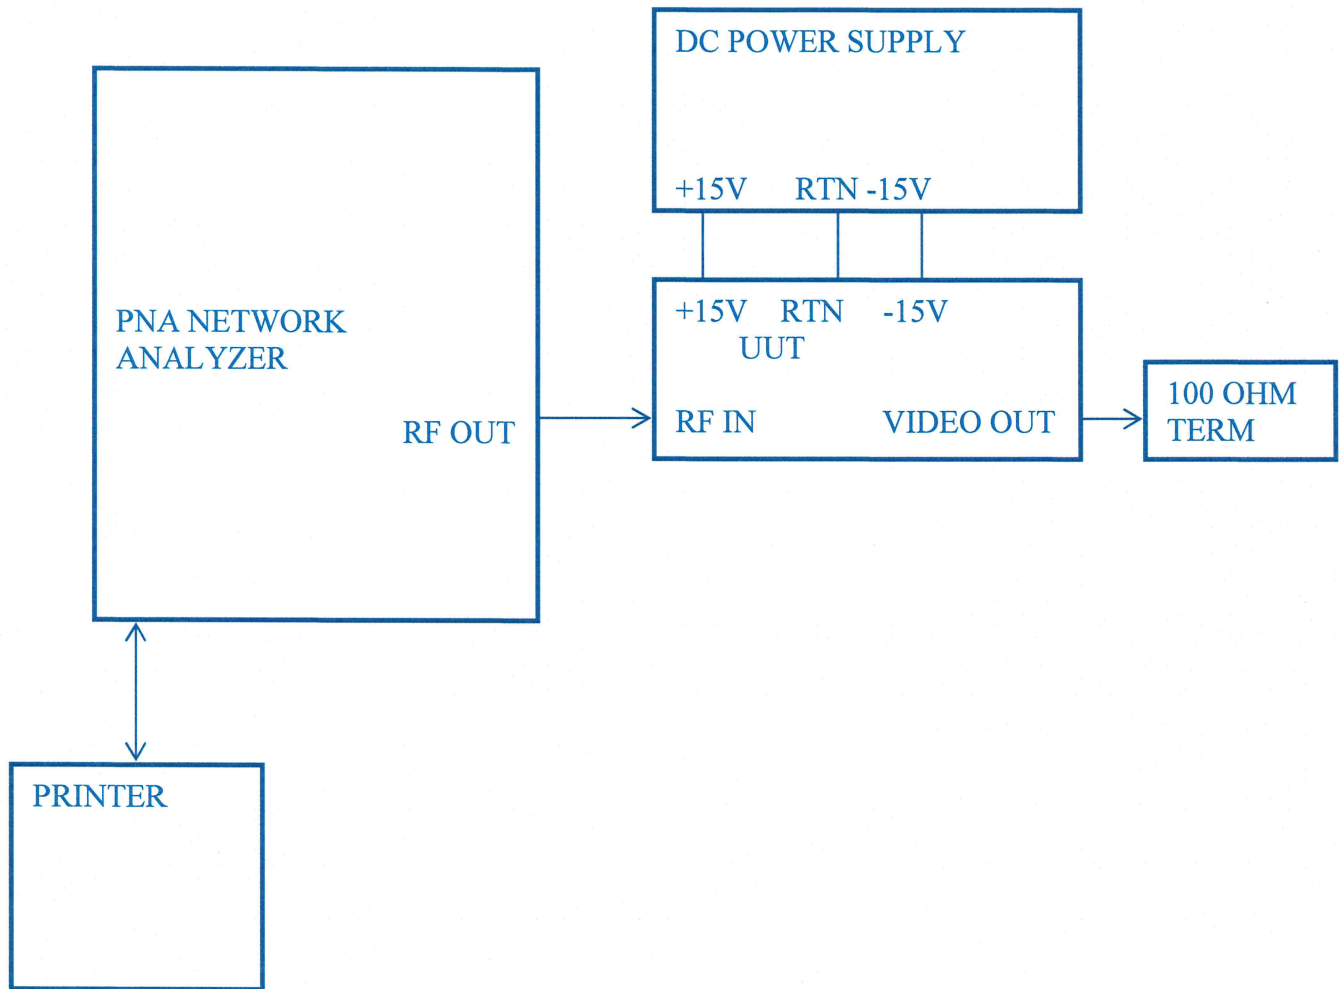 DC POWER SUPPLY
+15V RTN -15V
PNA NETWORK
ANALYZER
RF OUT
+15V RTN -15V
UUT
RF IN VIDEO OUT
100 OHM
TERM
PRINTER